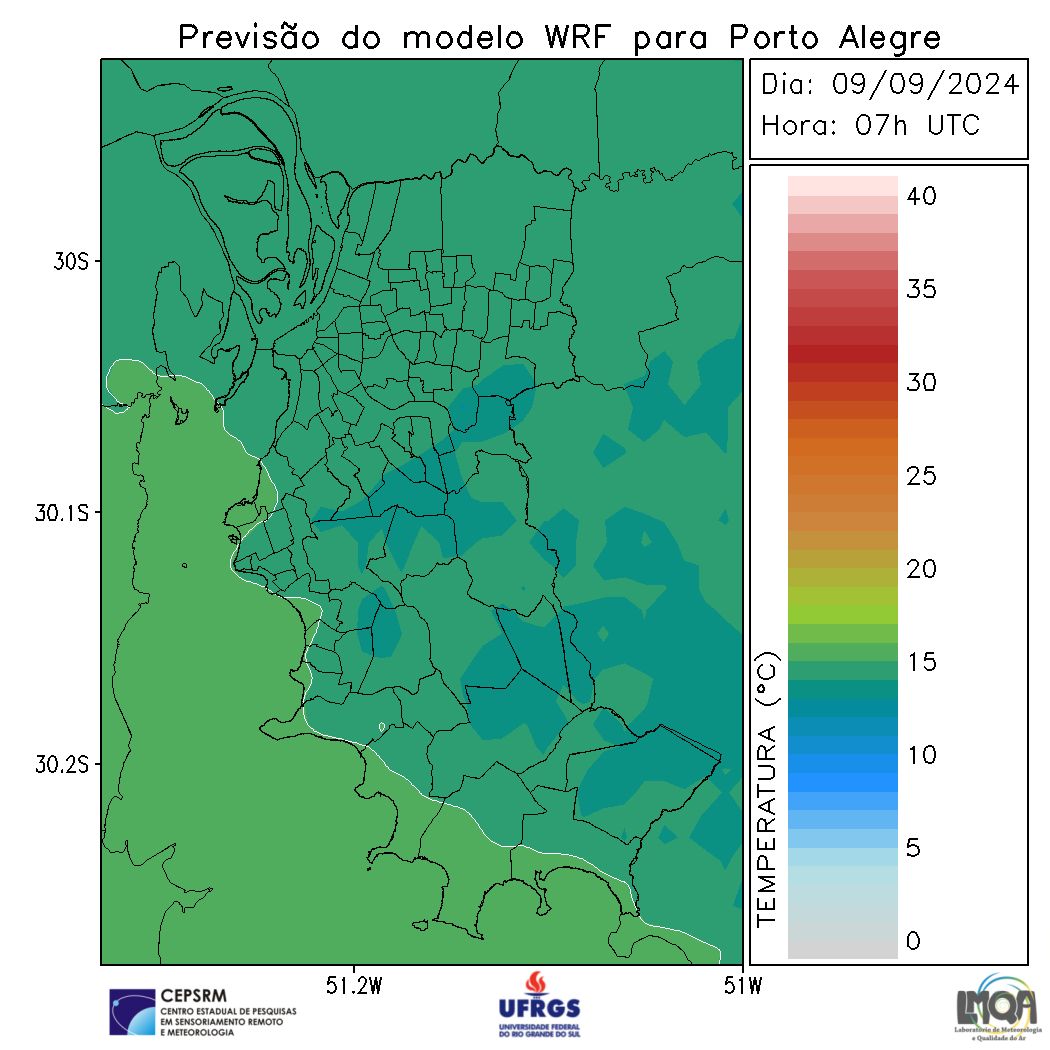 Previsão do modelo WRF para Porto Alegre
Dia: 09/09/2024
Hora: 07h UTC
40
35
30
25
20
15
10
5
0
TEMPERATURA (°C)
30S
30.1S
30.2S
51.2W
51W
CEPSRM
CENTRO ESTADUAL DE PESQUISAS
EM SENSORIAMENTO REMOTO
E METEOROLOGIA
UFRGS
UNIVERSIDADE FEDERAL
DO RIO GRANDE DO SUL
LMQA
Laboratório de Meteorologia
e Qualidade do Ar